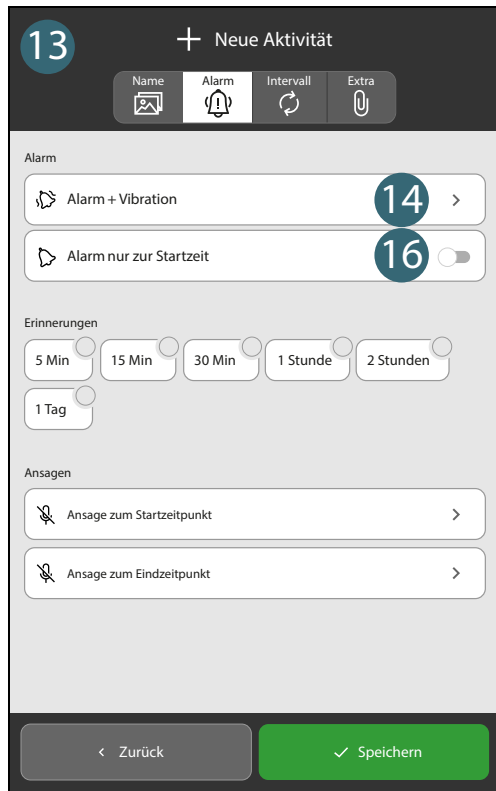 13
Neue Aktivität
Name Alarm Intervall Extra
Alarm
Alarm + Vibration 14
Alarm nur zur Startzeit 16
Erinnerungen
5 Min 15 Min 30 Min 1 Stunde 2 Stunden
1 Tag
Ansagen
Ansage zum Startzeitpunkt
Ansage zum Eindzeitpunkt
Zurück Speichern